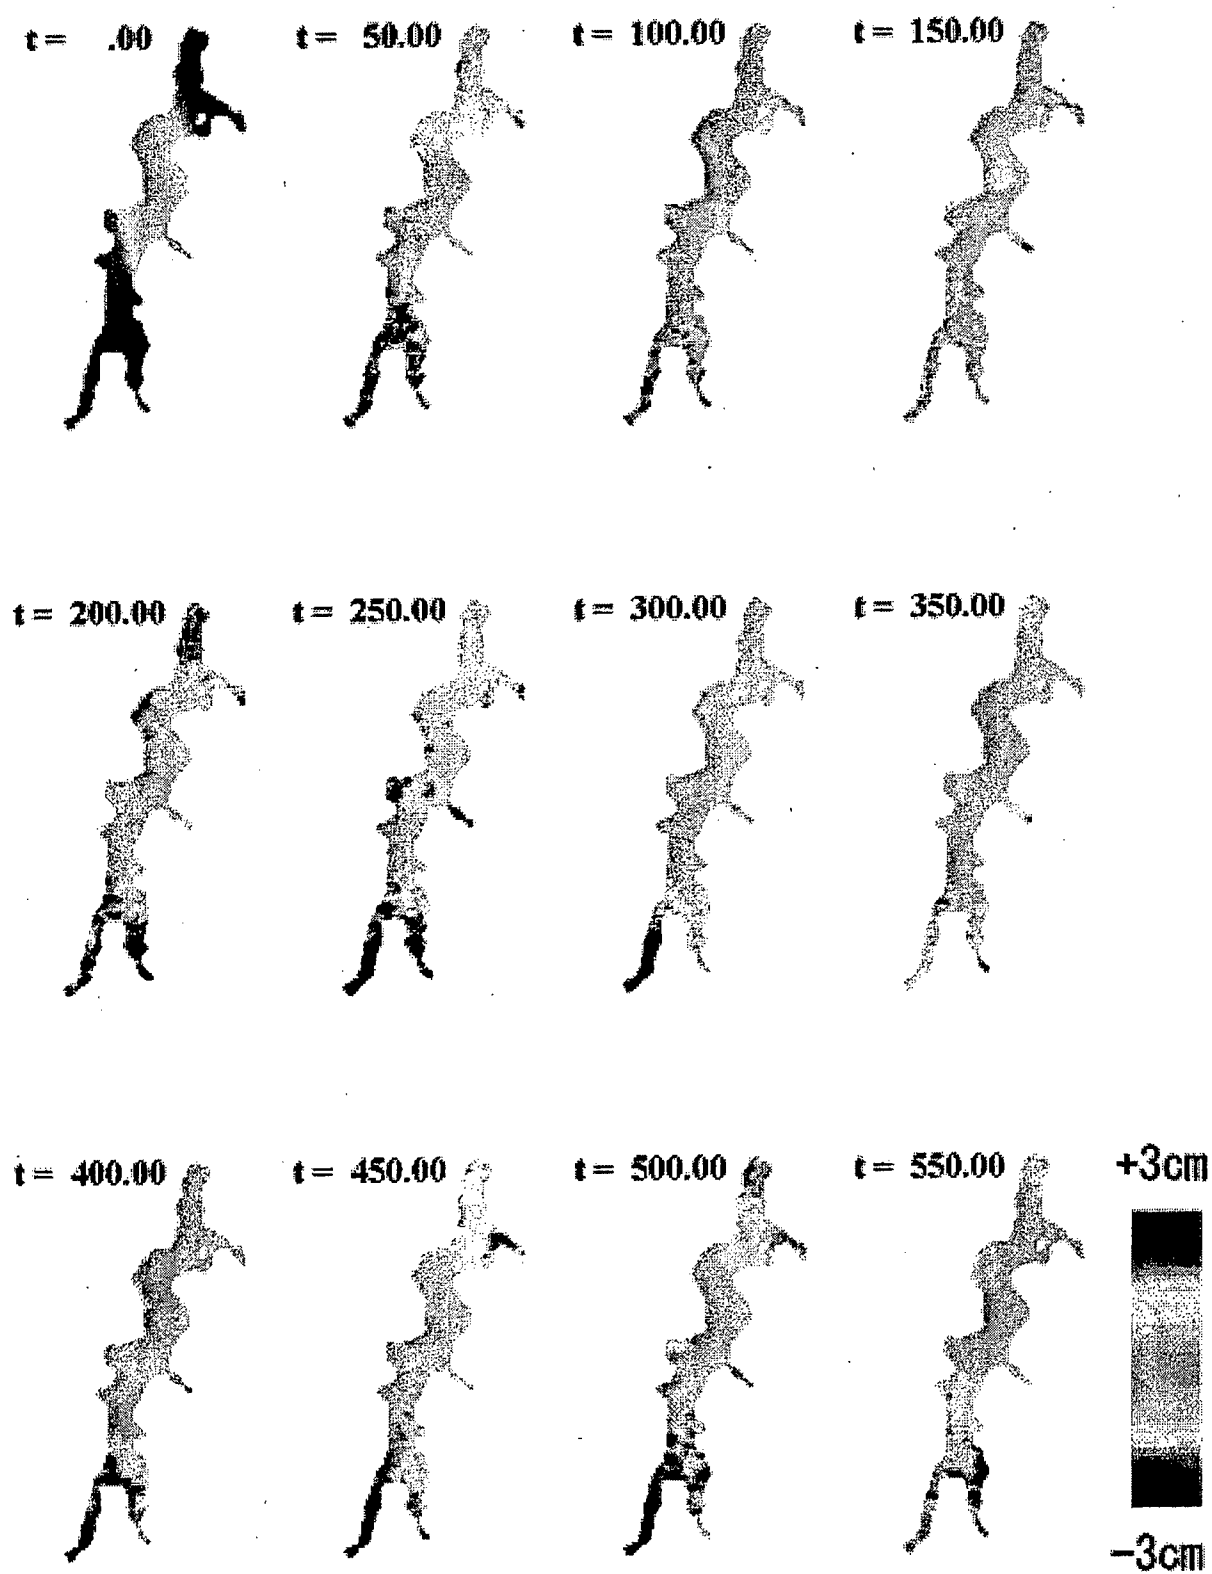 t = .00
t = 50.00
t = 100.00
t = 150.00
t = 200.00
t = 250.00
t = 300.00
t = 350.00
t = 400.00
t = 450.00
t = 500.00
t = 550.00
+3cm
-3cm